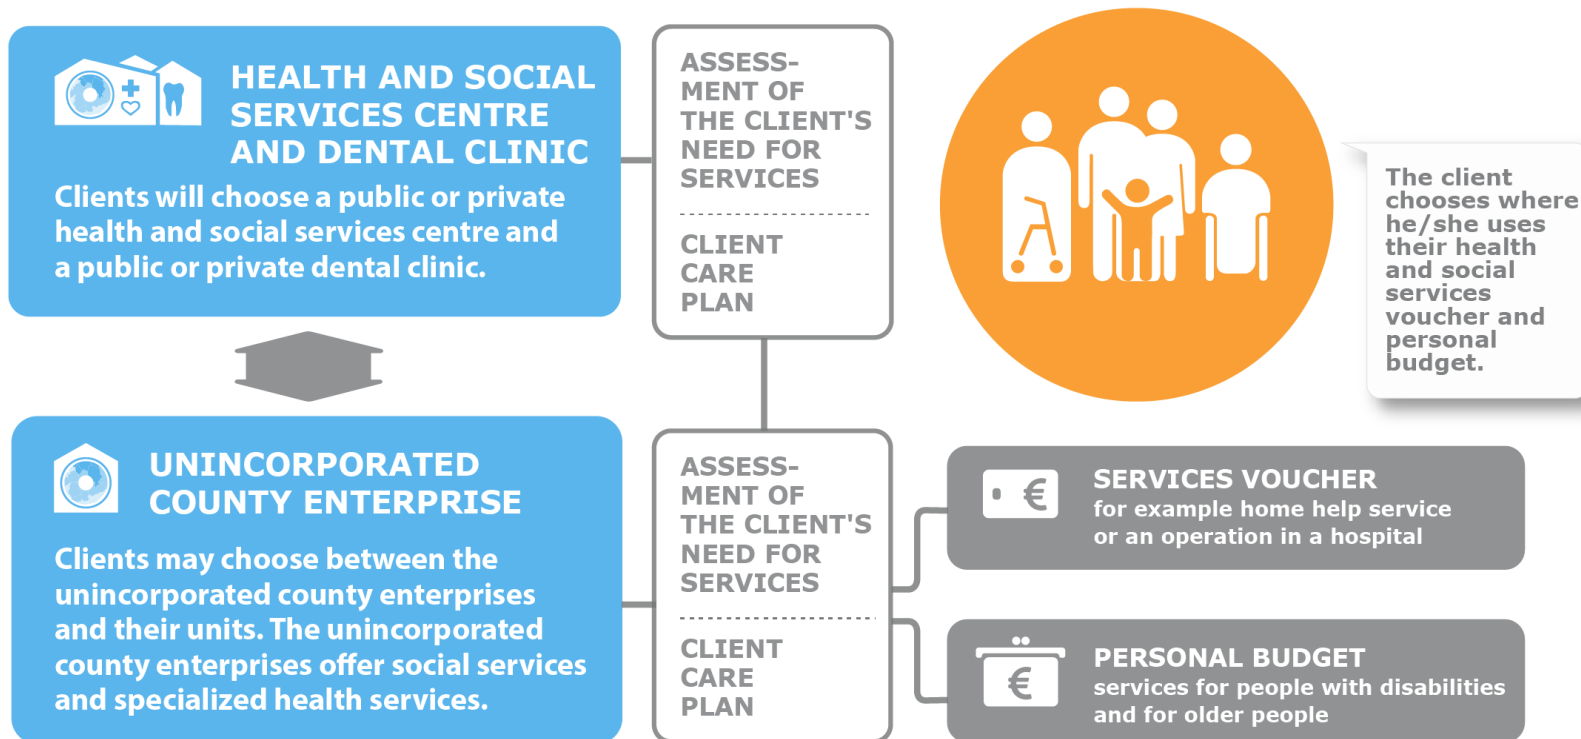 HEALTH AND SOCIAL
SERVICES CENTRE
AND DENTAL CLINIC
Clients will choose a public or private
health and social services centre and
a public or private dental clinic.
ASSESS-
MENT OF
THE CLIENT'S
NEED FOR
SERVICES
CLIENT
CARE
PLAN
The client
chooses where
he/she uses
their health
and social
services
voucher and
personal
budget.
UNINCORPORATED
COUNTY ENTERPRISE
Clients may choose between the
unincorporated county enterprises
and their units. The unincorporated
county enterprises offer social services
and specialized health services.
ASSESS-
MENT OF
THE CLIENT'S
NEED FOR
SERVICES
CLIENT
CARE
PLAN
€
SERVICES VOUCHER
for example home help service
or an operation in a hospital
€
PERSONAL BUDGET
services for people with disabilities
and for older people